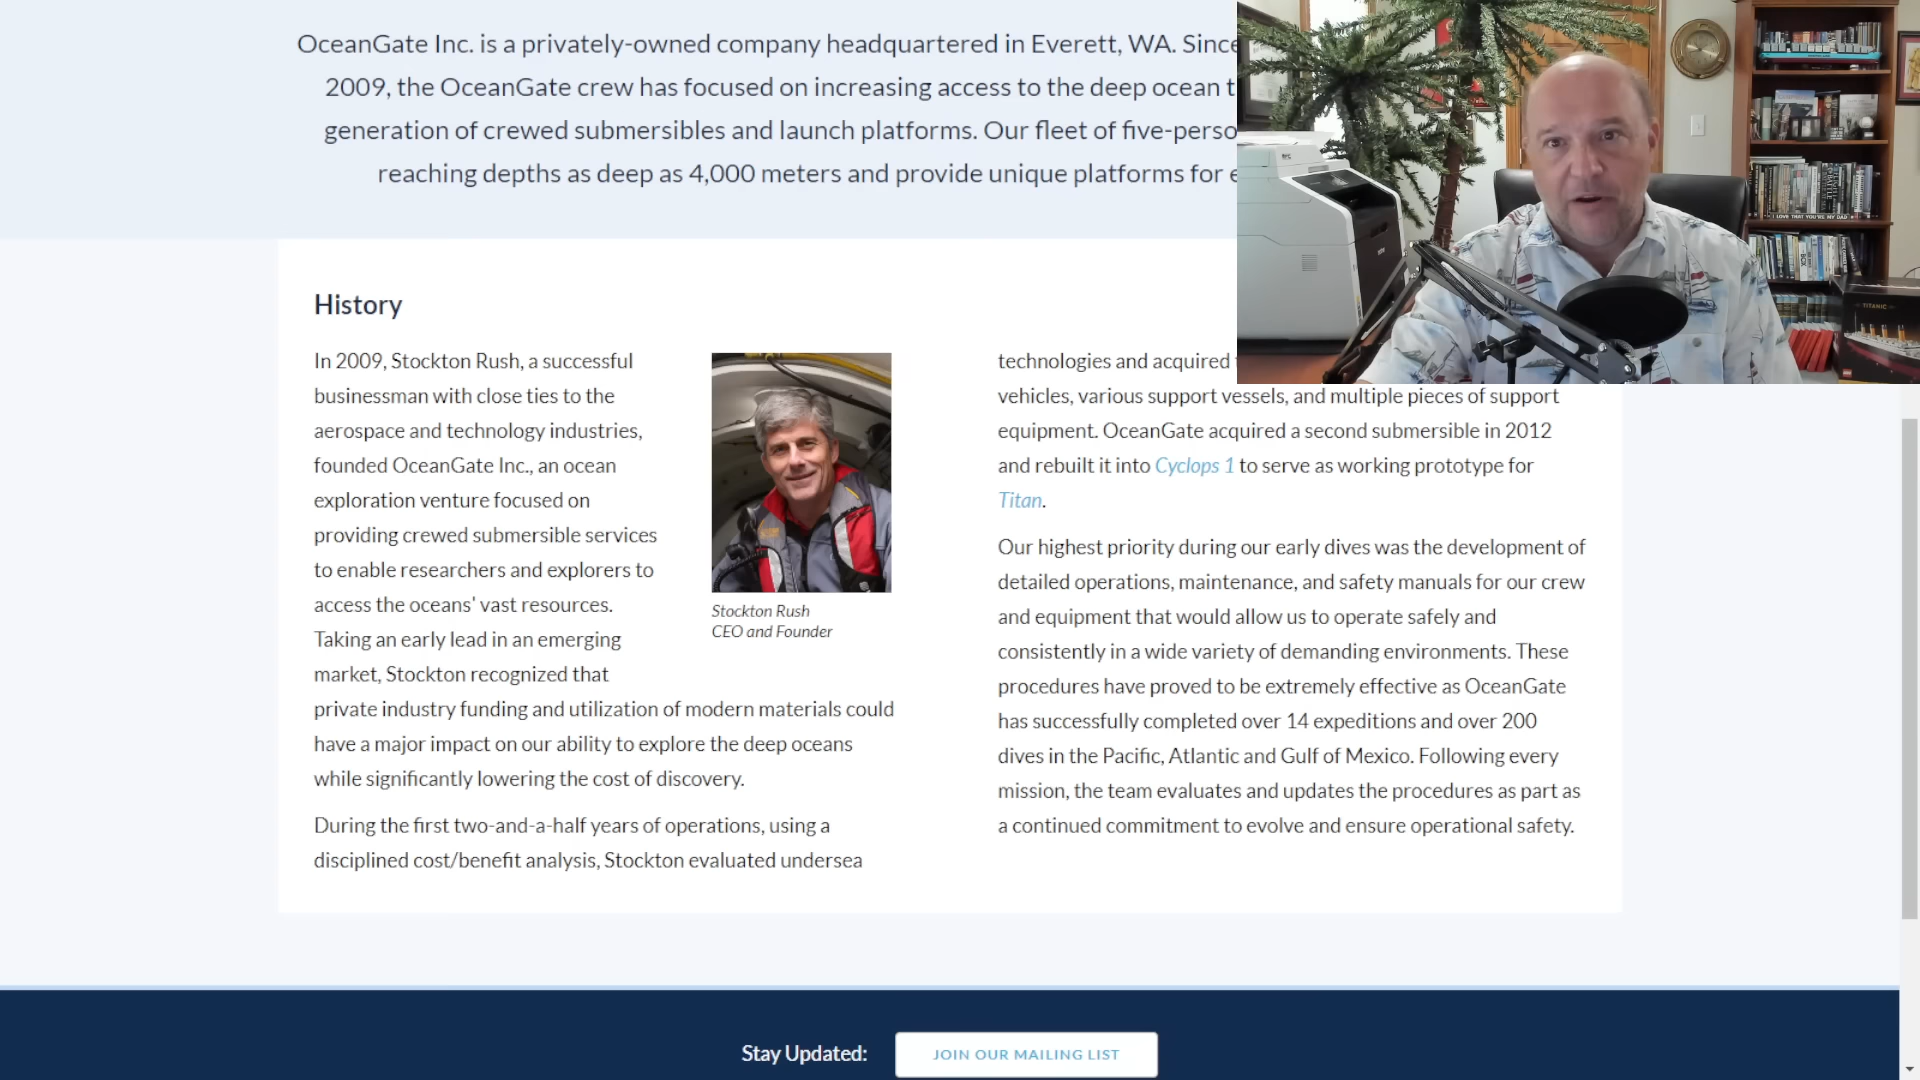 OceanGate Inc. is a privately-owned company headquartered in Everett, WA. Since
2009, the OceanGate crew has focused on increasing access to the deep ocean t
generation of crewed submersibles and launch platforms. Our fleet of five-perso
reaching depths as deep as 4,000 meters and provide unique platforms for e
History
In 2009, Stockton Rush, a successful
businessman with close ties to the
aerospace and technology industries,
founded OceanGate Inc., an ocean
exploration venture focused on
providing crewed submersible services
to enable researchers and explorers to
access the oceans' vast resources.
Taking an early lead in an emerging
market, Stockton recognized that
private industry funding and utilization of modern materials could
have a major impact on our ability to explore the deep oceans
while significantly lowering the cost of discovery.
Stockton Rush
CEO and Founder
During the first two-and-a-half years of operations, using a
disciplined cost/benefit analysis, Stockton evaluated undersea
technologies and acquired
vehicles, various support vessels, and multiple pieces of support
equipment. OceanGate acquired a second submersible in 2012
and rebuilt it into Cyclops 1 to serve as working prototype for
Titan.
Our highest priority during our early dives was the development of
detailed operations, maintenance, and safety manuals for our crew
and equipment that would allow us to operate safely and
consistently in a wide variety of demanding environments. These
procedures have proved to be extremely effective as OceanGate
has successfully completed over 14 expeditions and over 200
dives in the Pacific, Atlantic and Gulf of Mexico. Following every
mission, the team evaluates and updates the procedures as part as
a continued commitment to evolve and ensure operational safety.
I LOVE THAT YOU'RE MY DAD
TITANIC
Stay Updated:
JOIN OUR MAILING LIST